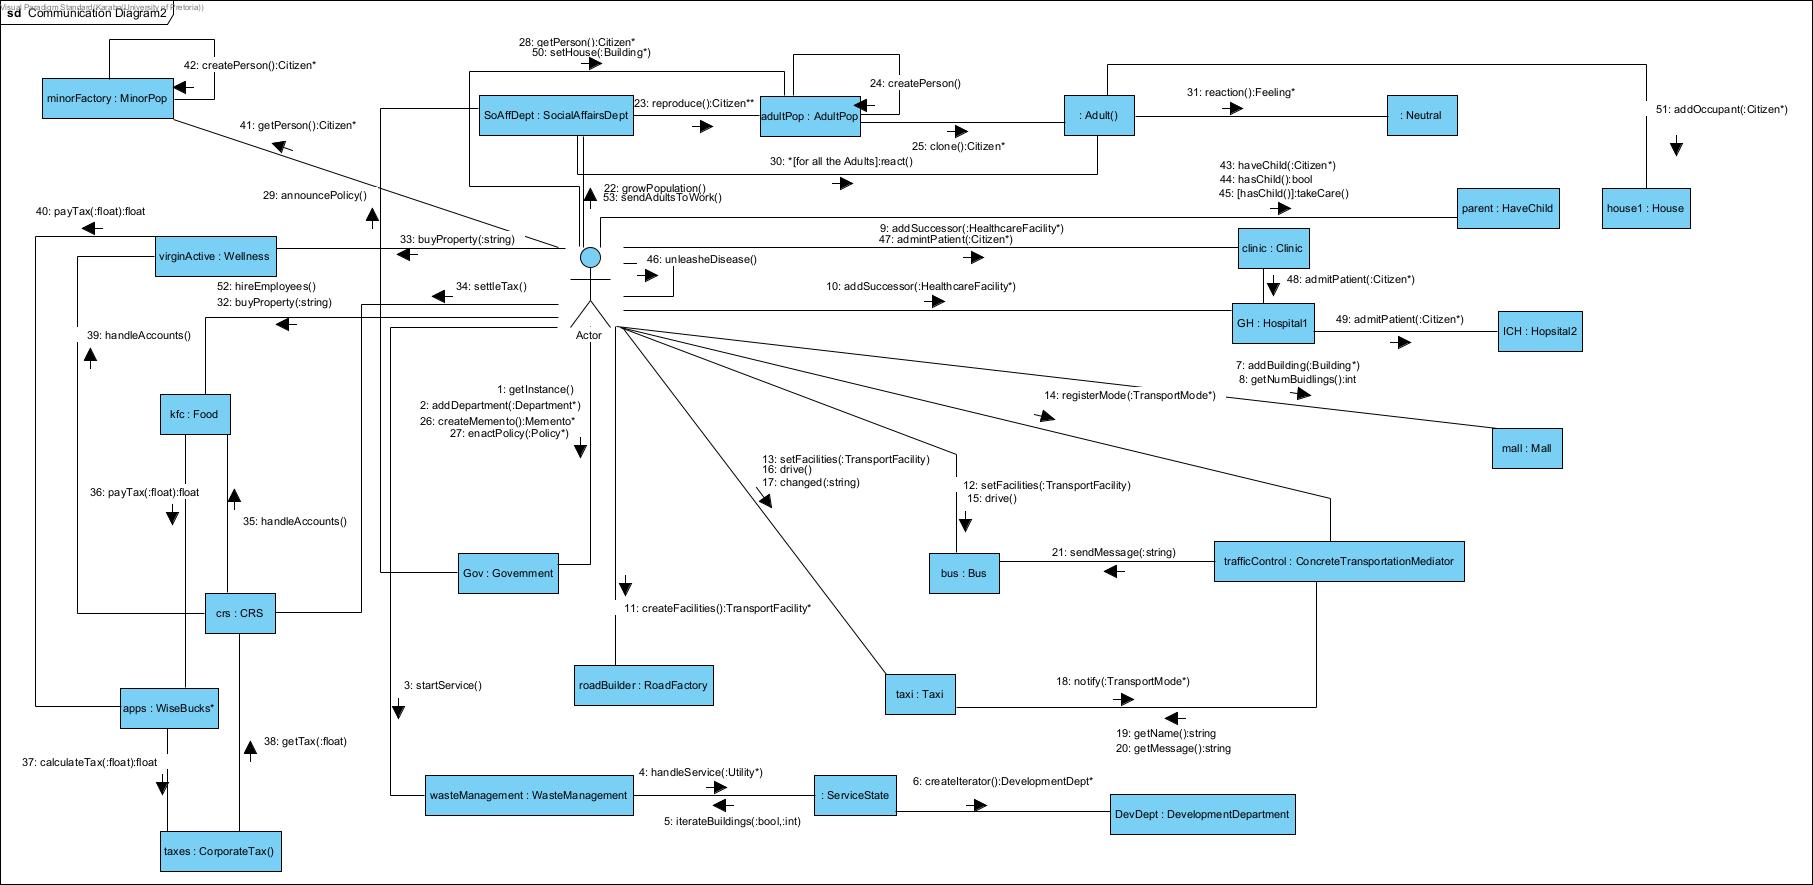 Visual Paradigm Standard(Karabo(University of Pretoria))
sd Communication Diagram2
28: getPerson():Citizen*
50: setHouse(:Building*)
42: createPerson():Citizen*
24: createPerson()
minorFactory : MinorPop
SoAffDept : SocialAffairsDept
23: reproduce():Citizen**
adultPop : AdultPop
: Adult()
31: reaction():Feeling*
: Neutral
51: addOccupant(:Citizen*)
41: getPerson():Citizen*
25: clone():Citizen*
30: *[for all the Adults]:react()
43: haveChild(:Citizen*)
44: hasChild():bool
45: [hasChild()]:takeCare()
29: announcePolicy()
22: growPopulation()
53: sendAdultsToWork()
parent : HaveChild
house1 : House
40: payTax(:float):float
33: buyProperty(:string)
9: addSuccessor(:HealthcareFacility*)
47: admintPatient(:Citizen*)
virginActive : Wellness
clinic : Clinic
46: unleasheDisease()
52: hireEmployees()
32: buyProperty(:string)
34: settleTax()
10: addSuccessor(:HealthcareFacility*)
48: admitPatient(:Citizen*)
39: handleAccounts()
Actor
GH : Hospital1
49: admitPatient(:Citizen*)
ICH : Hopsital2
7: addBuilding(:Building*)
8: getNumBuidlings():int
1: getInstance()
2: addDepartment(:Department*)
26: createMemento():Memento*
27: enactPolicy(:Policy*)
14: registerMode(:TransportMode*)
kfc : Food
mall : Mall
13: setFacilities(:TransportFacility)
16: drive()
17: changed(:string)
12: setFacilities(:TransportFacility)
15: drive()
36: payTax(:float):float
35: handleAccounts()
21: sendMessage(:string)
Gov : Government
bus : Bus
trafficControl : ConcreteTransportationMediator
crs : CRS
11: createFacilities():TransportFacility*
3: startService()
roadBuilder : RoadFactory
18: notify(:TransportMode*)
taxi : Taxi
apps : WiseBucks*
19: getName():string
20: getMessage():string
38: getTax(:float)
37: calculateTax(:float):float
4: handleService(:Utility*)
6: createIterator():DevelopmentDept*
wasteManagement : WasteManagement
: ServiceState
DevDept : DevelopmentDepartment
5: iterateBuildings(:bool,:int)
taxes : CorporateTax()